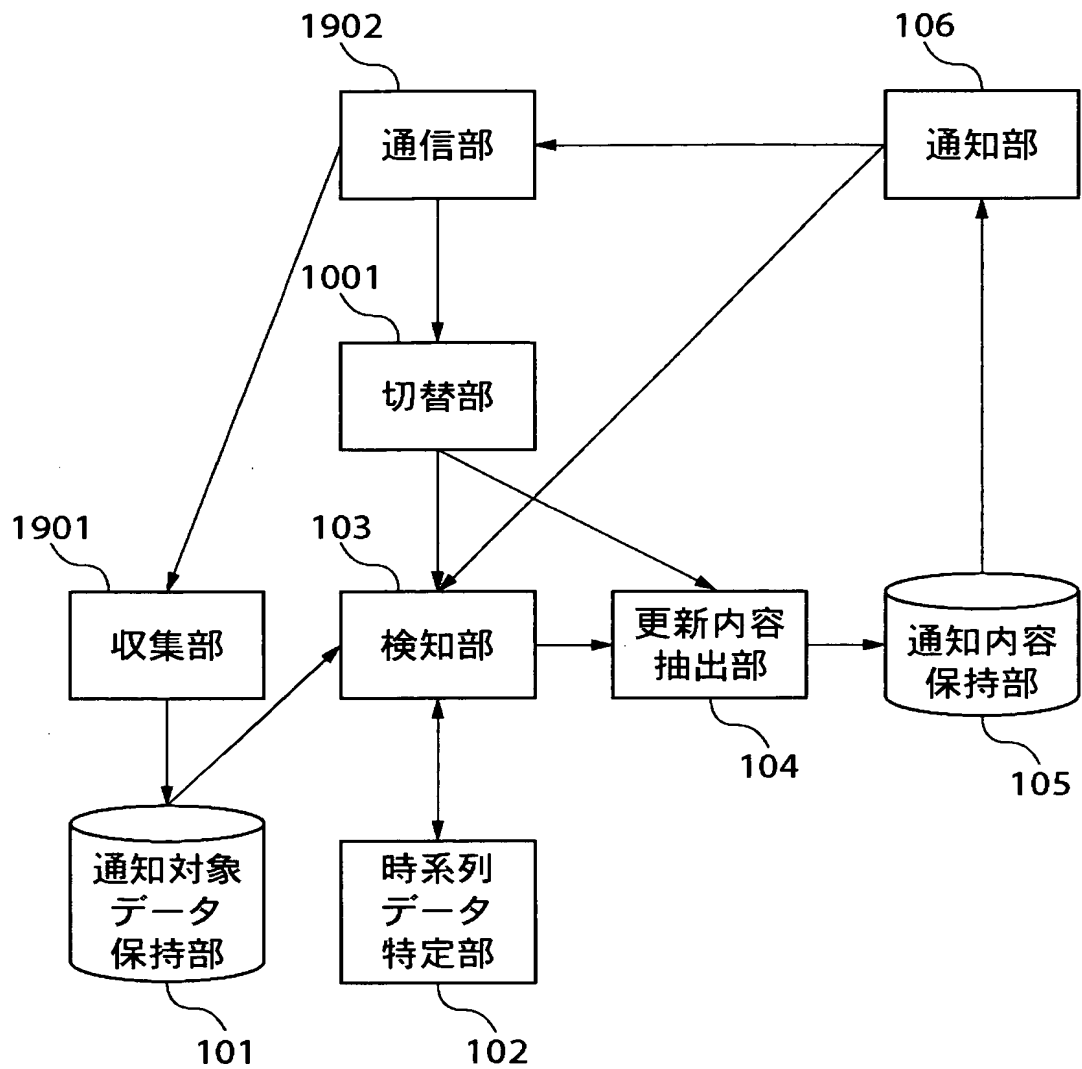 1902
106
通信部
通知部
1001
切替部
1901
103
収集部
検知部
更新内容
抽出部
通知内容
保持部
104
105
通知対象
データ
保持部
時系列
データ
特定部
101
102